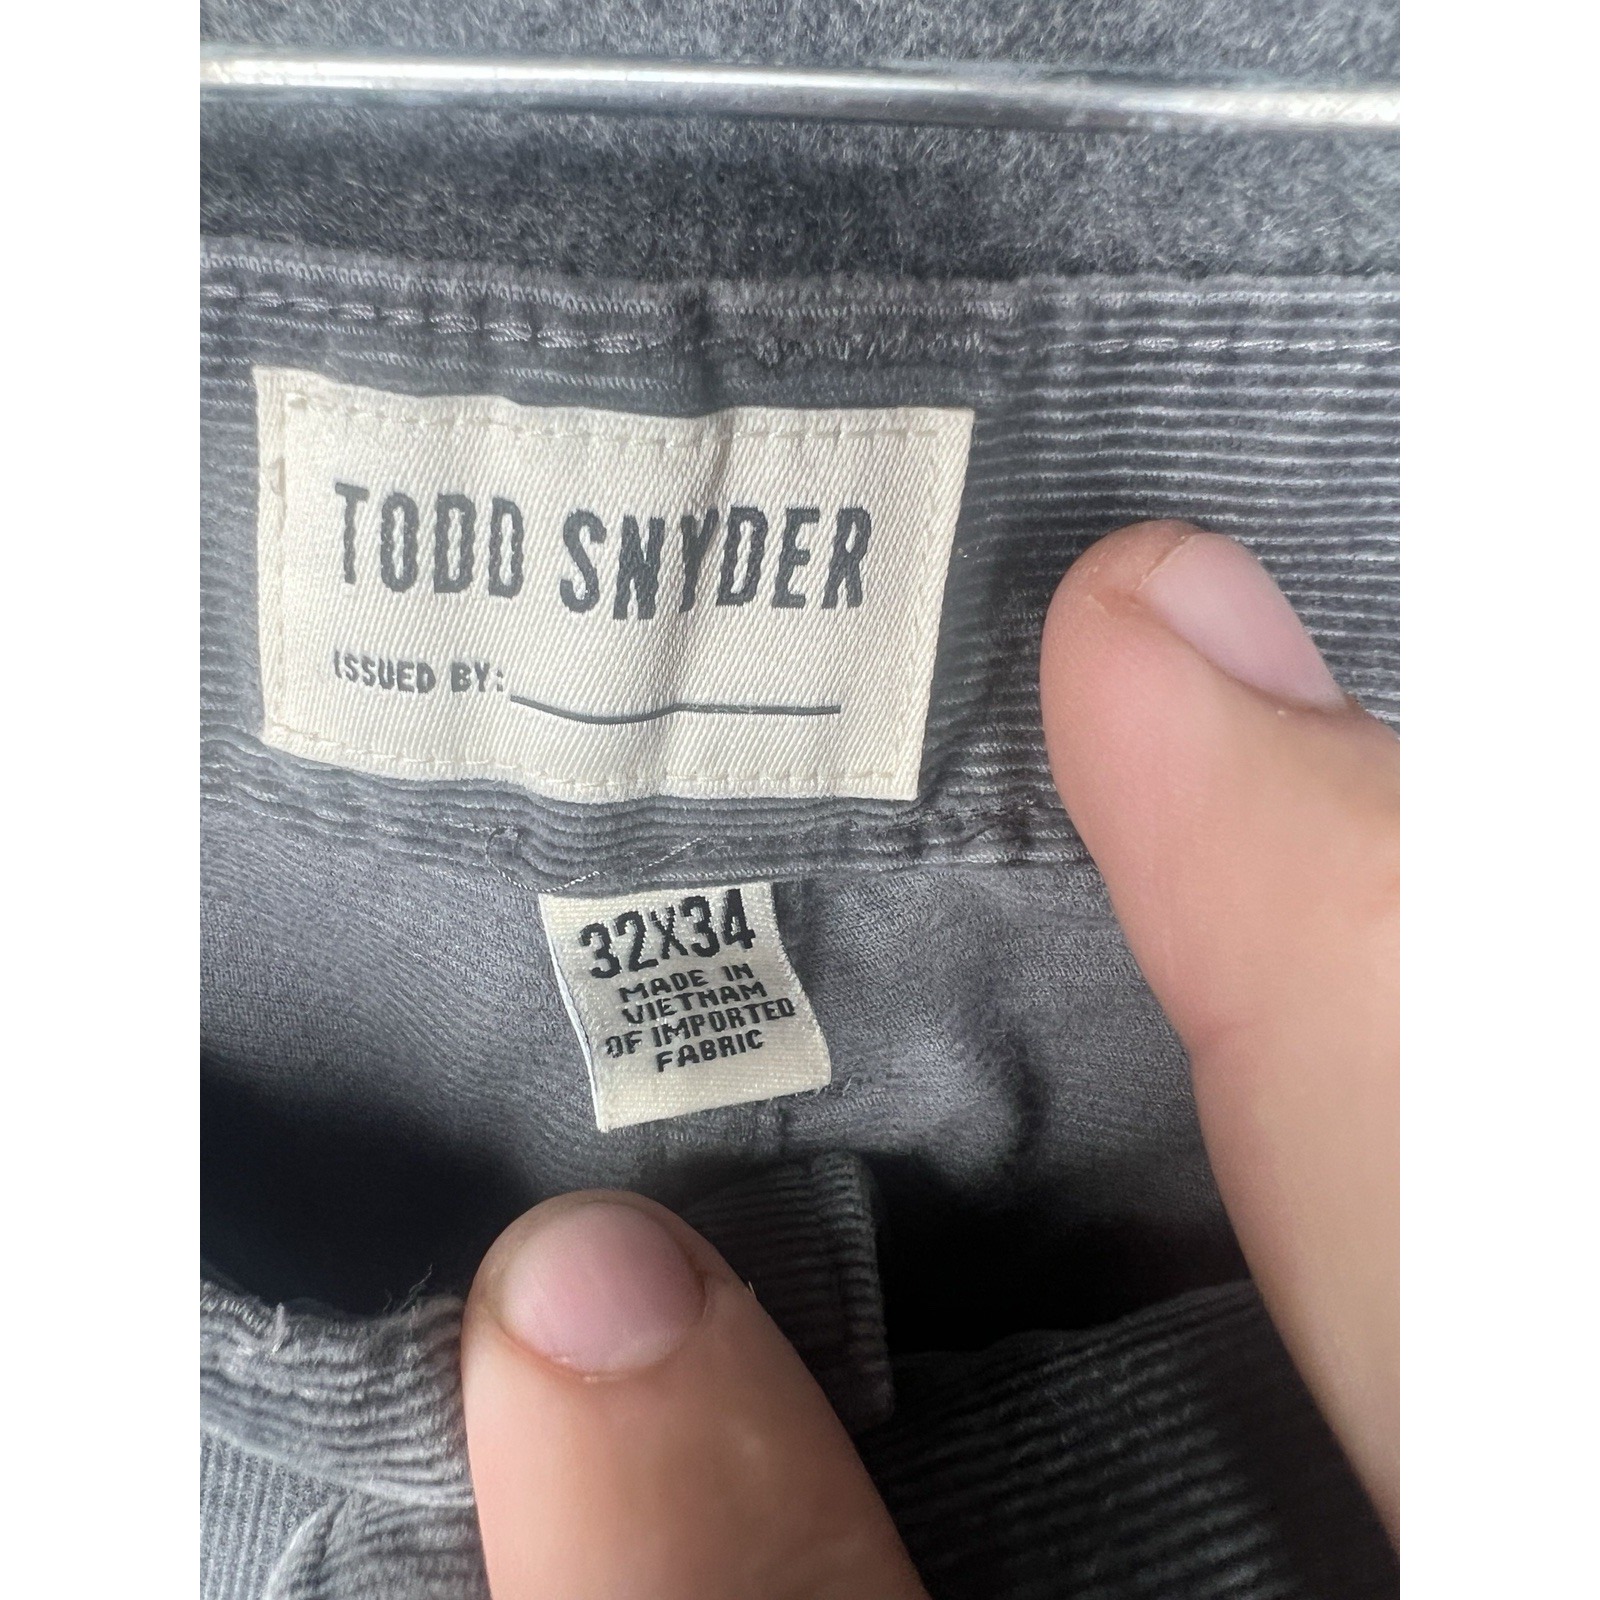 TODD SNYDER
ISSUED BY:
32X34
MADE IN
VIETNAM
OF IMPORTED
FABRIC